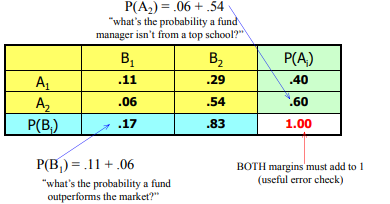 P(A₂) = .06 + .54
"what's the probability a fund
manager isn't from a top school?"
B₁ B₂ P(Aᵢ)
A₁ .11 .29 .40
A₂ .06 .54 .60
P(Bⱼ) .17 .83 1.00
P(B₁) = .11 + .06
"what's the probability a fund
outperforms the market?"
BOTH margins must add to 1
(useful error check)